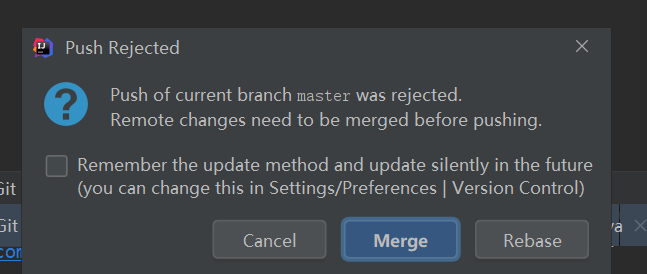 Push Rejected
Push of current branch master was rejected.
Remote changes need to be merged before pushing.
Remember the update method and update silently in the future
(you can change this in Settings/Preferences | Version Control)
Git
Git
va
com
Cancel
Merge
Rebase